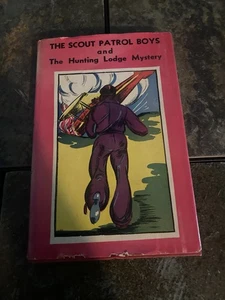 THE SCOUT PATROL BOYS
and
The Hunting Lodge Mystery